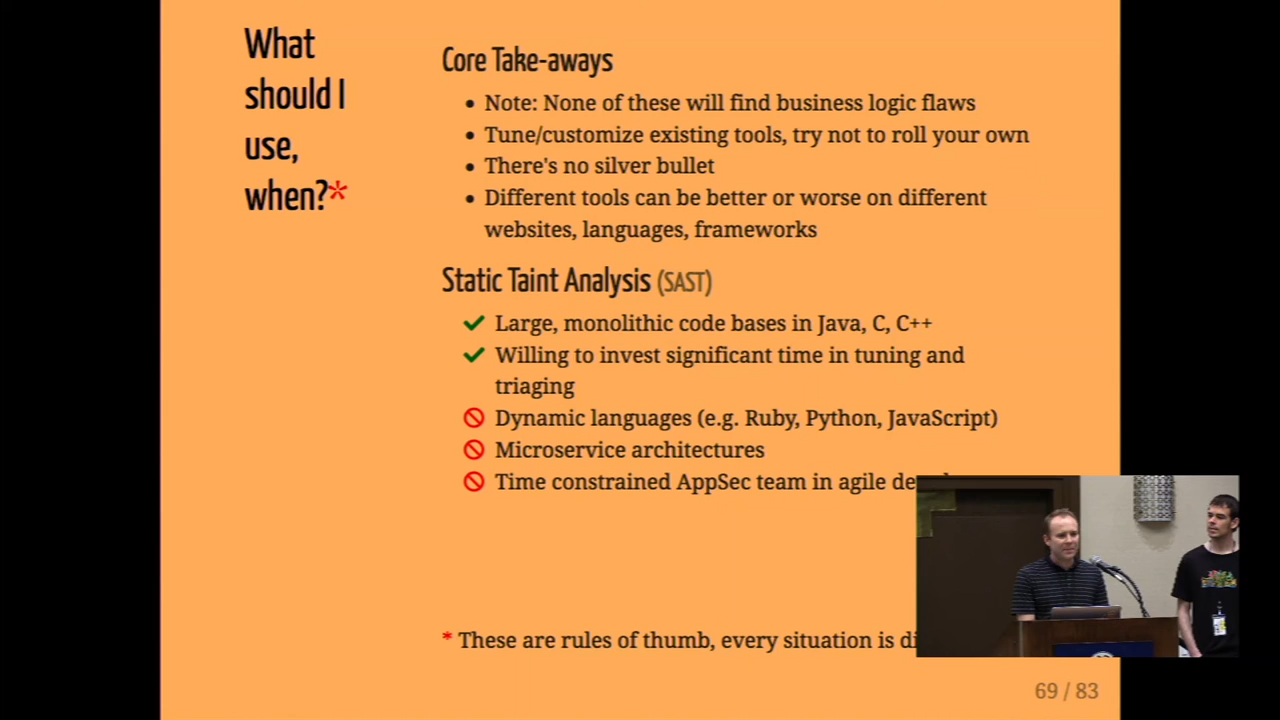 What
should I
use,
when?*
Core Take-aways
Note: None of these will find business logic flaws
Tune/customize existing tools, try not to roll your own
There's no silver bullet
Different tools can be better or worse on different
websites, languages, frameworks
Static Taint Analysis (SAST)
Large, monolithic code bases in Java, C, C++
Willing to invest significant time in tuning and
triaging
Dynamic languages (e.g. Ruby, Python, JavaScript)
Microservice architectures
Time constrained AppSec team in agile
* These are rules of thumb, every situation is
69 / 83